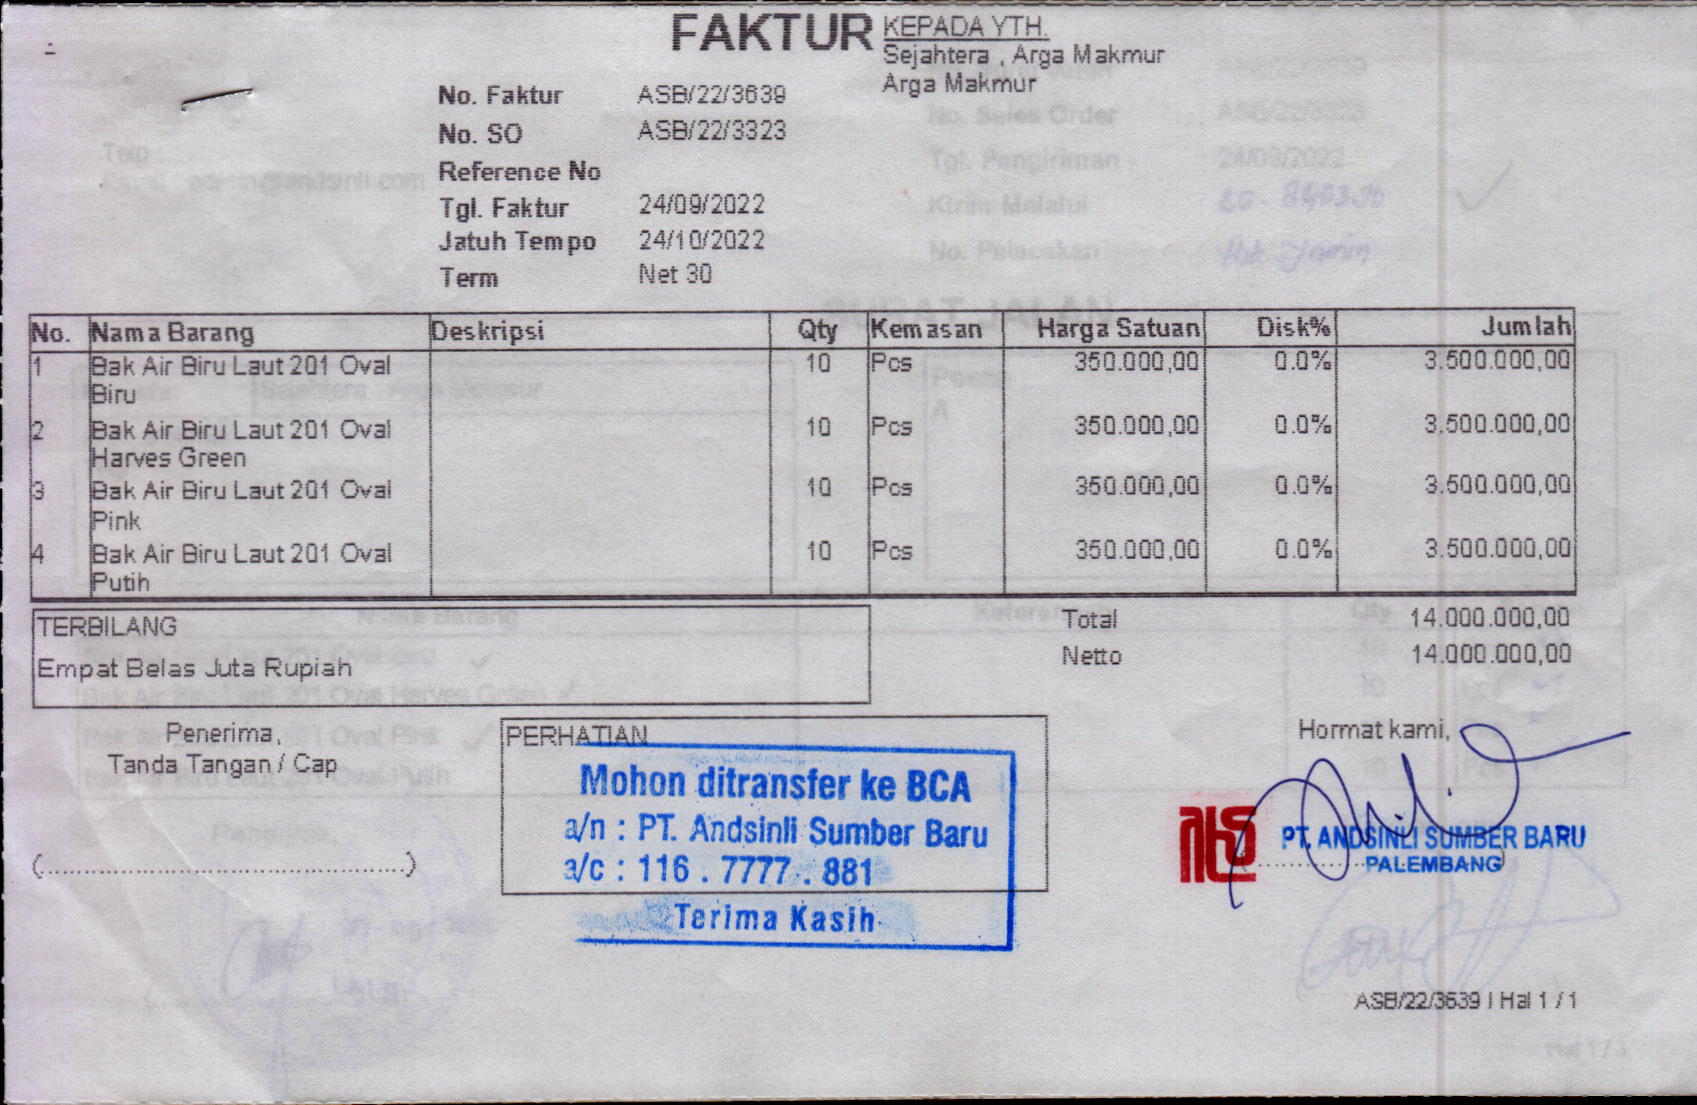 FAKTUR
KEPADA YTH.
Sejahtera , Arga Makmur
Arga Makmur
No. Faktur ASB/22/3639
No. SO ASB/22/3323
Reference No
Tgl. Faktur 24/09/2022
Jatuh Tempo 24/10/2022
Term Net 30
No. Nama Barang Deskripsi Qty Kemasan Harga Satuan Disk% Jumlah
1 Bak Air Biru Laut 201 Oval 10 Pcs 350.000,00 0.0% 3.500.000,00
Biru
2 Bak Air Biru Laut 201 Oval 10 Pcs 350.000,00 0.0% 3.500.000,00
Harves Green
3 Bak Air Biru Laut 201 Oval 10 Pcs 350.000,00 0.0% 3.500.000,00
Pink
4 Bak Air Biru Laut 201 Oval 10 Pcs 350.000,00 0.0% 3.500.000,00
Putih
TERBILANG
Empat Belas Juta Rupiah
Total 14.000.000,00
Netto 14.000.000,00
Penerima,
Tanda Tangan / Cap
(....................................................)
PERHATIAN
Mohon ditransfer ke BCA
a/n : PT. Andsinli Sumber Baru
a/c : 116 . 7777 . 881
Terima Kasih
Hormat kami,
PT. ANDSINLI SUMBER BARU
PALEMBANG
ASB/22/3639 | Hal 1 / 1